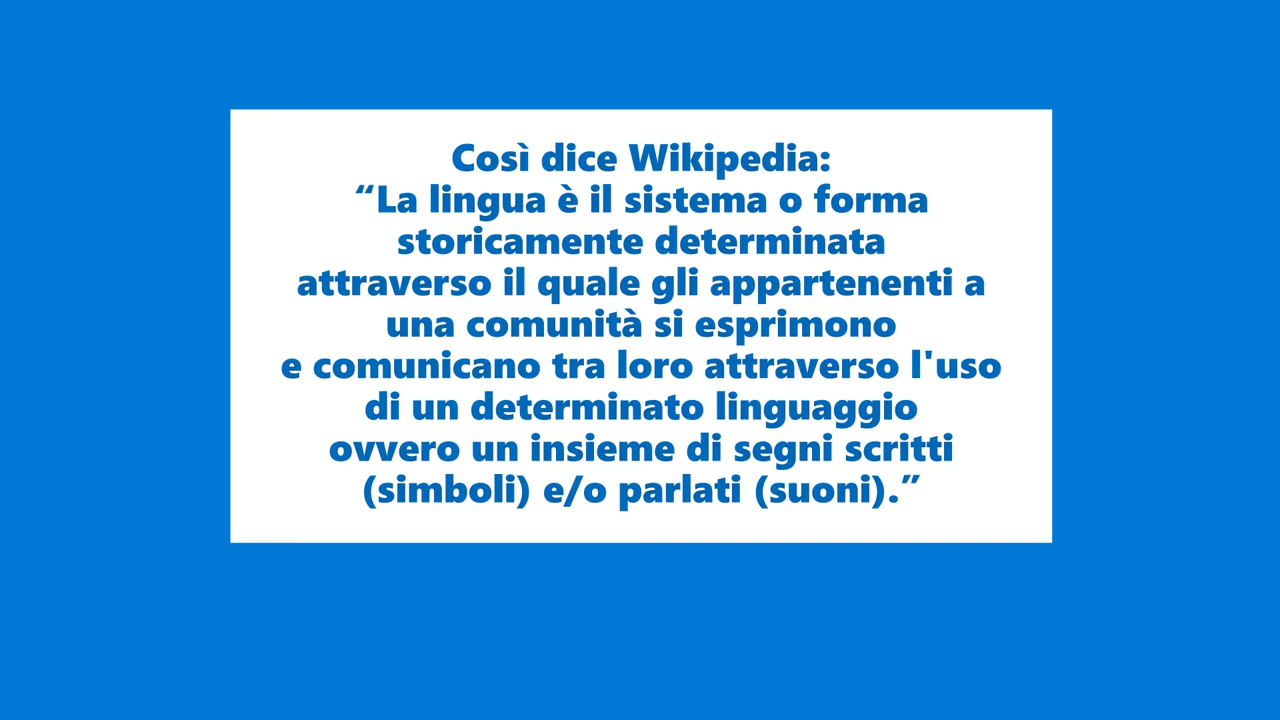 Così dice Wikipedia:
“La lingua è il sistema o forma
storicamente determinata
attraverso il quale gli appartenenti a
una comunità si esprimono
e comunicano tra loro attraverso l'uso
di un determinato linguaggio
ovvero un insieme di segni scritti
(simboli) e/o parlati (suoni).”